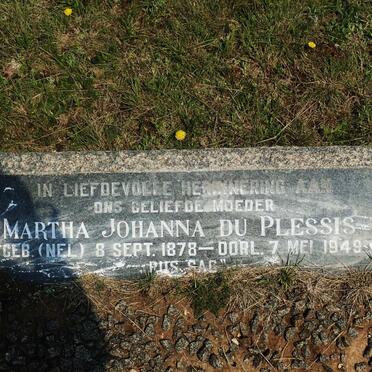 IN LIEFDEVOLLE HERINNERING AAN
ONS GELIEFDE MOEDER
MARTHA JOHANNA DU PLESSIS
GEB. (NEL) 8 SEPT. 1878 — OORL. 7 MEI 1949
"RUS SAG"